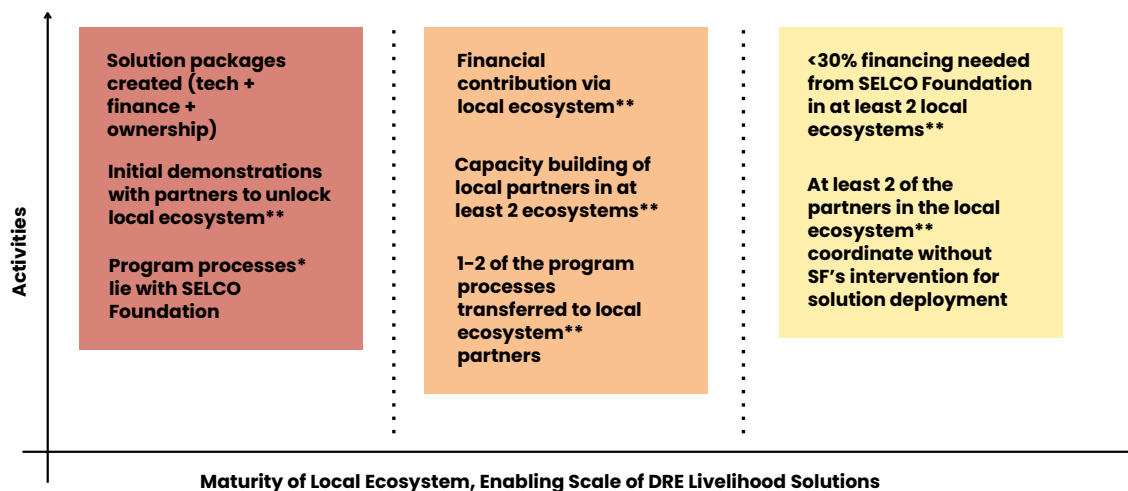 Activities
Solution packages
created (tech +
finance +
ownership)
Initial demonstrations
with partners to unlock
local ecosystem**
Program processes*
lie with SELCO
Foundation
Financial
contribution via
local ecosystem**
Capacity building of
local partners in at
least 2 ecosystems**
1-2 of the program
processes
transferred to local
ecosystem**
partners
<30% financing needed
from SELCO Foundation
in at least 2 local
ecosystems**
At least 2 of the
partners in the local
ecosystem**
coordinate without
SF's intervention for
solution deployment
Maturity of Local Ecosystem, Enabling Scale of DRE Livelihood Solutions